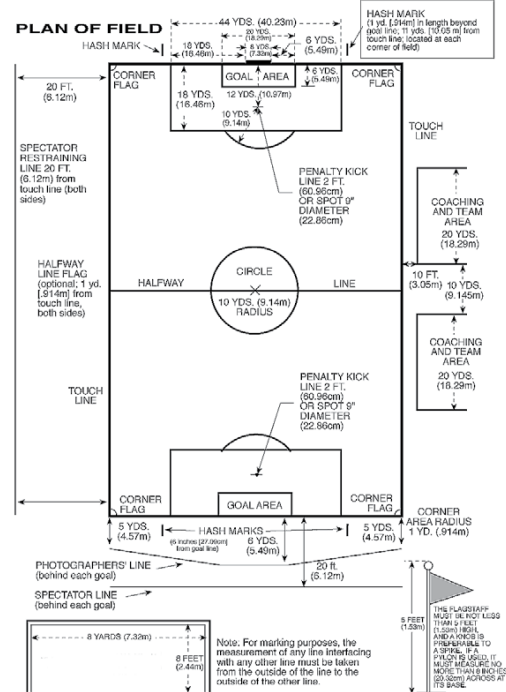 PLAN OF FIELD
HASH MARK
44 YDS. (40.23m)
20 YDS.
(18.29m)
8 YDS.
(7.32m)
18 YDS.
(16.46m)
6 YDS.
(5.49m)
HASH MARK
(1 yd. [.914m] in length beyond
goal line; 11 yds. [10.05 m] from
touch line; located at each
corner of field)
CORNER
FLAG
GOAL AREA
6 YDS.
(5.49m)
CORNER
FLAG
20 FT.
(6.12m)
18 YDS.
(16.46m)
12 YDS. (10.97m)
10 YDS.
(9.14m)
TOUCH
LINE
SPECTATOR
RESTRAINING
LINE 20 FT.
(6.12m) from
touch line (both
sides)
PENALTY KICK
LINE 2 FT.
(60.96cm)
OR SPOT 9"
DIAMETER
(22.86cm)
COACHING
AND TEAM
AREA
20 YDS.
(18.29m)
HALFWAY
LINE FLAG
(optional; 1 yd.
[.914m] from
touch line,
both sides)
HALFWAY
CIRCLE
LINE
10 YDS. (9.14m)
RADIUS
10 FT.
(3.05m)
10 YDS.
(9.145m)
COACHING
AND TEAM
AREA
20 YDS.
(18.29m)
TOUCH
LINE
PENALTY KICK
LINE 2 FT.
(60.96cm)
OR SPOT 9"
DIAMETER
(22.86cm)
CORNER
FLAG
GOAL AREA
CORNER
FLAG
CORNER
AREA RADIUS
1 YD. (.914m)
5 YDS.
(4.57m)
HASH MARKS
from goal line)
6 YDS.
(5.49m)
5 YDS.
(4.57m)
PHOTOGRAPHERS' LINE
(behind each goal)
20 ft.
(6.12m)
SPECTATOR LINE
(behind each goal)
8 YARDS (7.32m)
8 FEET
(2.44m)
Note: For marking purposes, the
measurement of any line interfacing
with any other line must be taken
from the outside of the line to the
outside of the other line.
5 FEET
(1.53m)
THE FLAGSTAFF
MUST BE NOT LESS
THAN 5 FEET
(1.53m) HIGH,
AND A KNOB IS
PREFERABLE TO
A SPIKE. IF A
PYLON IS USED, IT
MUST MEASURE NO
MORE THAN 8 INCHES
(20.32cm) ACROSS AT
ITS BASE.